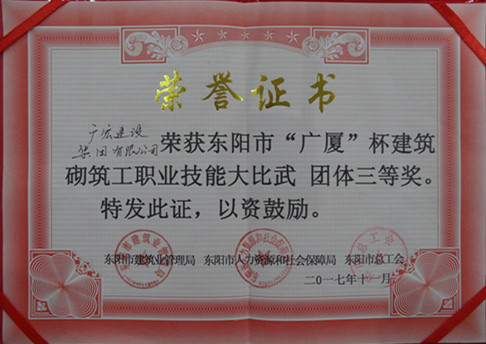 荣誉证书
广宏建设
集团有限公司
荣获东阳市“广厦”杯建筑
砌筑工职业技能大比武 团体三等奖。
特发此证，以资鼓励。
东阳市建筑业管理局 东阳市人力资源和社会保障局 东阳市总工会
二〇一七年十一月